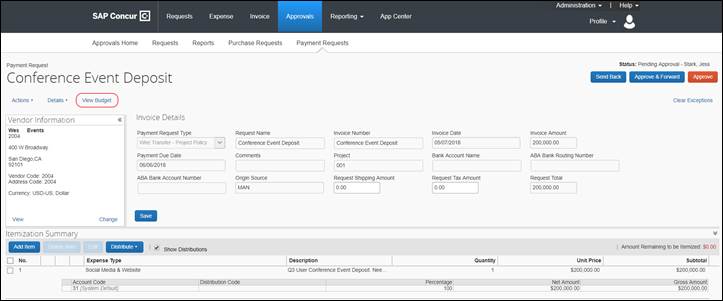 Administration | Help
SAP Concur C Requests Expense Invoice Approvals Reporting App Center
Profile
Approvals Home Requests Reports Purchase Requests Payment Requests
Payment Request
Conference Event Deposit
Status: Pending Approval - Stark, Jess
Send Back Approve & Forward Approve
Actions Details View Budget Clear Exceptions
Vendor Information
Wes Events
2004
400 W Broadway
San Diego,CA
92101
Vendor Code: 2004
Address Code: 2004
Currency: USD-US, Dollar
View Change
Invoice Details
Payment Request Type Request Name Invoice Number Invoice Date Invoice Amount
Wire Transfer - Project Policy Conference Event Deposit Conference Event Deposit 05/07/2018 200,000.00
Payment Due Date Comments Project Bank Account Name ABA Bank Routing Number
06/06/2018 001
ABA Bank Account Number Origin Source Request Shipping Amount Request Tax Amount Request Total
MAN 0.00 0.00 200,000.00
Save
Itemization Summary
Add Item Delete Item Edit Distribute Show Distributions Amount Remaining to be Itemized: $0.00
No. Expense Type Description Quantity Unit Price Subtotal
1 Social Media & Website Q3 User Conference Event Deposit. Nee... 1 $200,000.00 $200,000.00
Account Code Distribution Code Percentage Net Amount Gross Amount
31 (System Default) 100 $200,000.00 $200,000.00